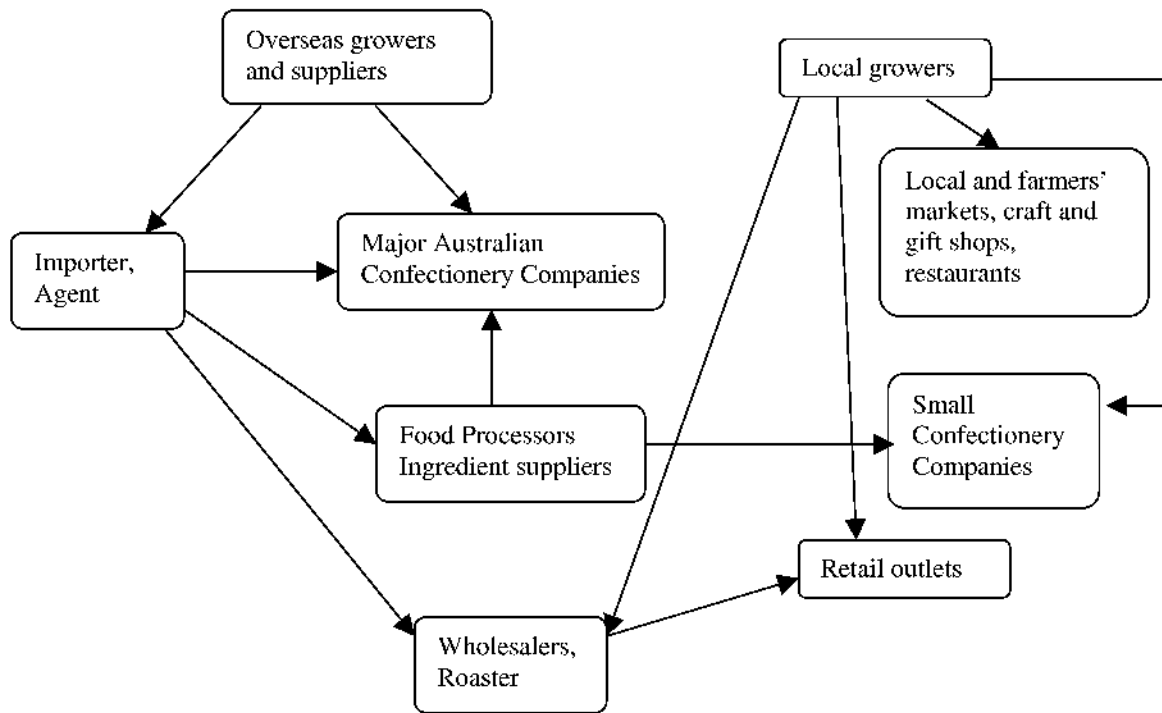 Overseas growers
and suppliers
Local growers
Local and farmers'
markets, craft and
gift shops,
restaurants
Importer,
Agent
Major Australian
Confectionery Companies
Food Processors
Ingredient suppliers
Small
Confectionery
Companies
Retail outlets
Wholesalers,
Roaster